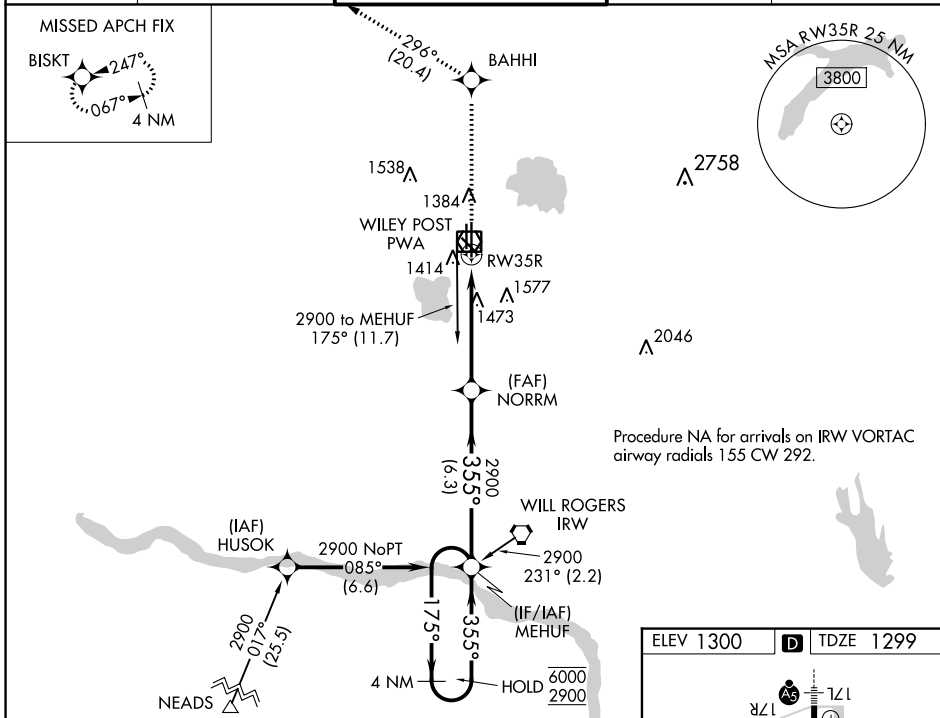 MISSED APCH FIX
BISKT
247°
067°
4 NM
296°
(20.4)
BAHHI
MSA RW35R 25 NM
3800
1538
1384
2758
WILEY POST
PWA
1414
RW35R
1577
1473
2900 to MEHUF
175° (11.7)
2046
(FAF)
NORRM
Procedure NA for arrivals on IRW VORTAC
airway radials 155 CW 292.
2900
355°
(6.3)
WILL ROGERS
IRW
(IAF)
HUSOK
2900 NoPT
085°
(6.6)
2900
231° (2.2)
(IF/IAF)
MEHUF
175°
355°
2900
017°
(25.5)
NEADS
4 NM
HOLD
6000
2900
ELEV 1300
D
TDZE 1299
A5
17L
17R